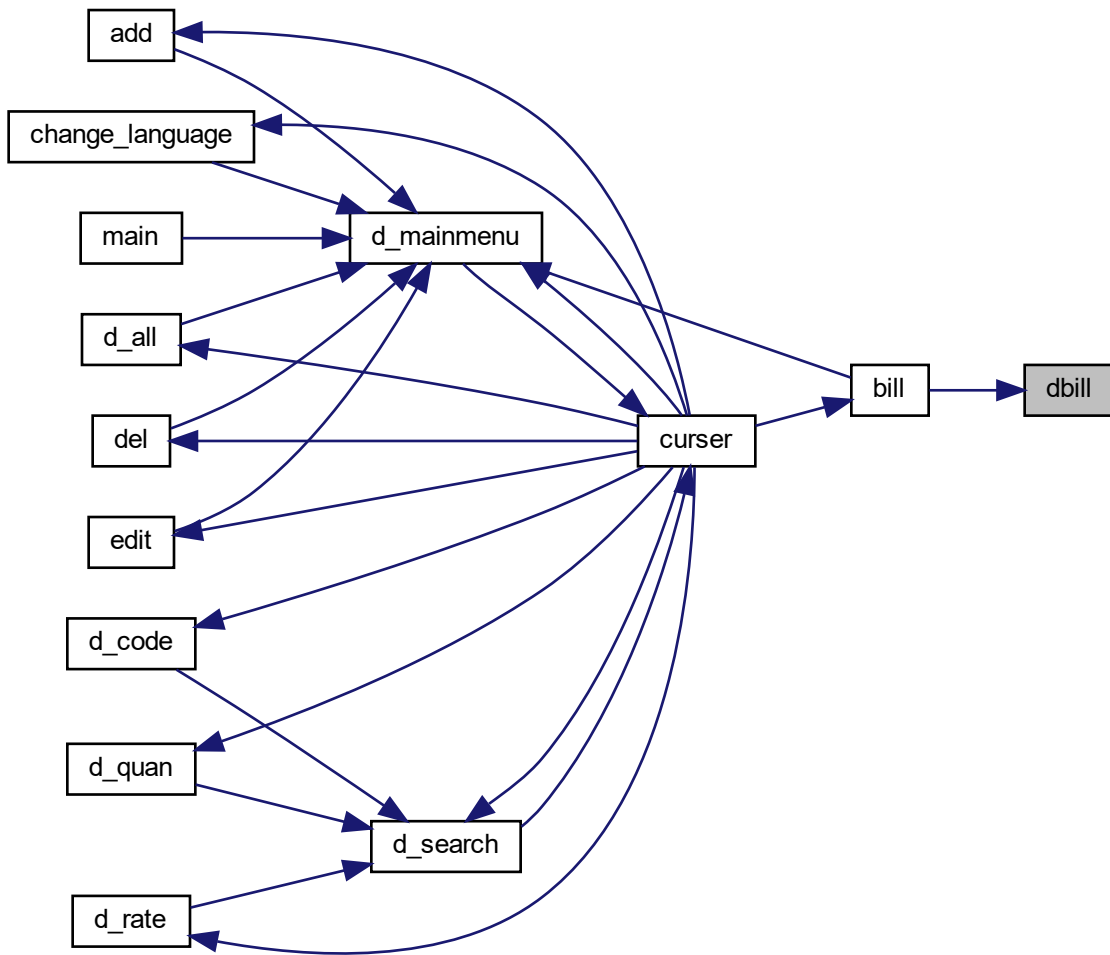 add
change_language
main
d_mainmenu
d_all
bill
dbill
del
curser
edit
d_code
d_quan
d_search
d_rate